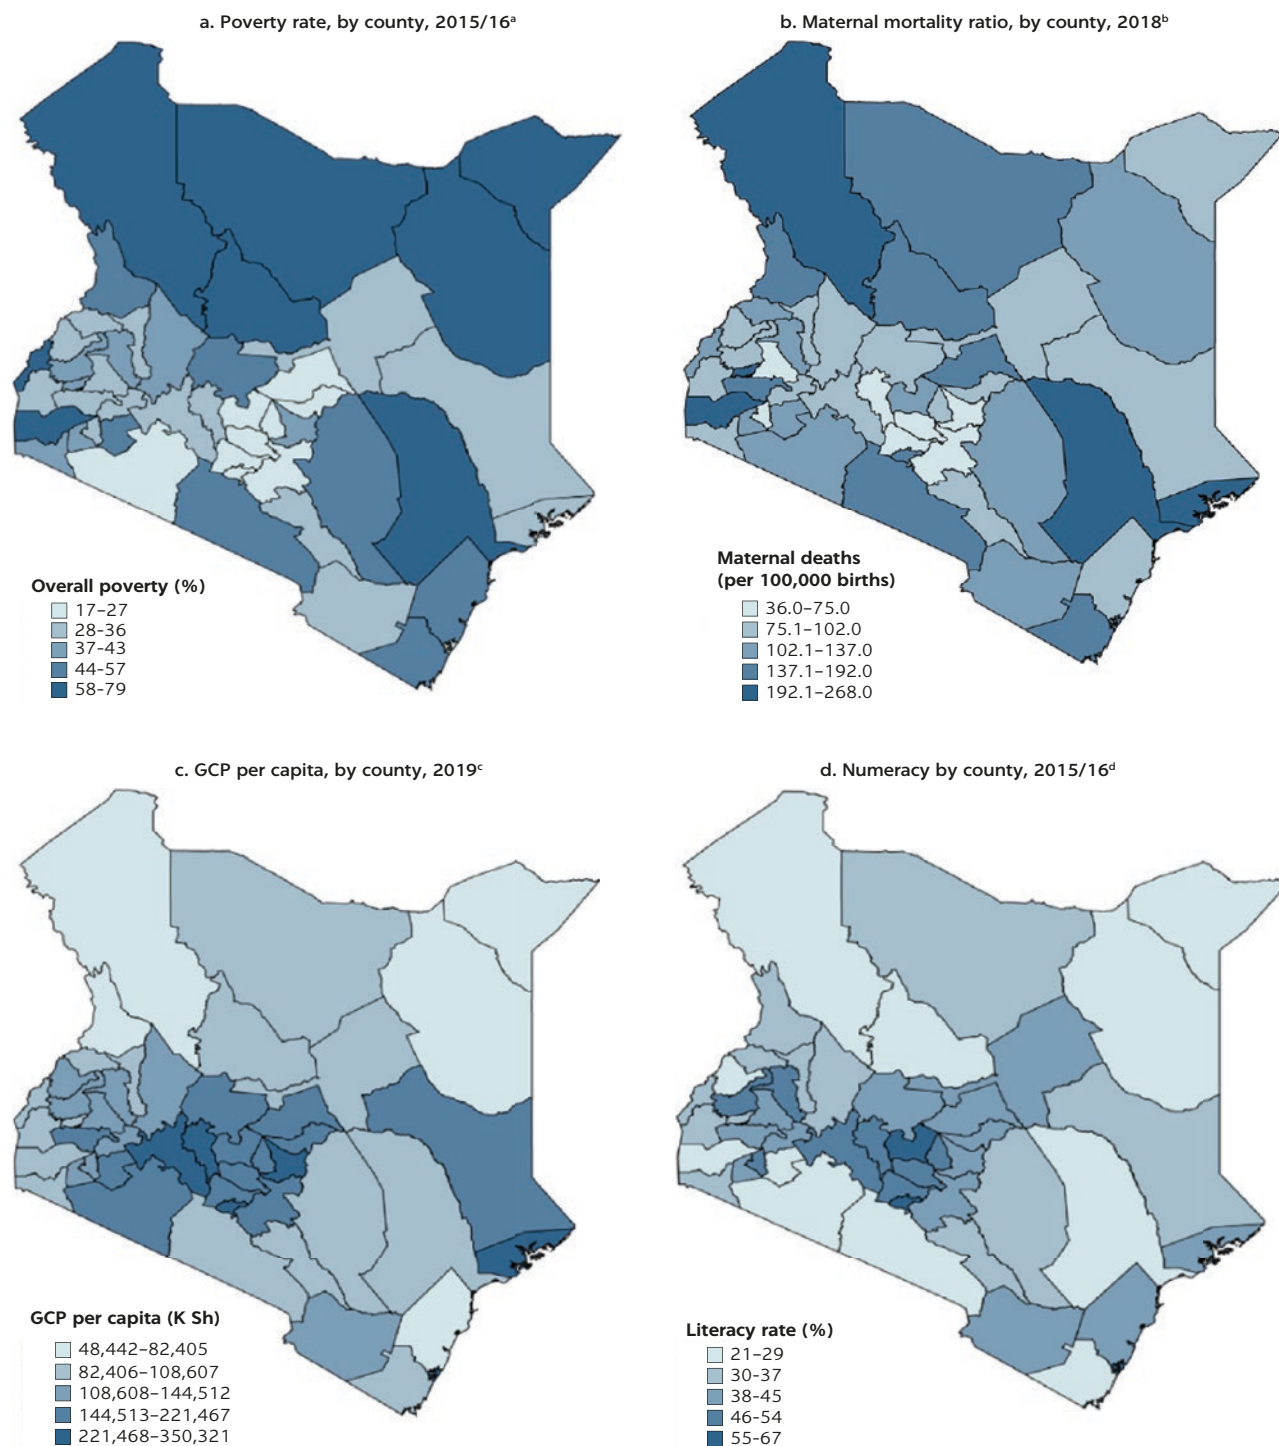 a. Poverty rate, by county, 2015/16ᵃ
b. Maternal mortality ratio, by county, 2018ᵇ
Overall poverty (%)
17–27
28-36
37-43
44-57
58-79
Maternal deaths
(per 100,000 births)
36.0–75.0
75.1–102.0
102.1–137.0
137.1–192.0
192.1–268.0
c. GCP per capita, by county, 2019ᶜ
d. Numeracy by county, 2015/16ᵈ
GCP per capita (K Sh)
48,442–82,405
82,406–108,607
108,608–144,512
144,513–221,467
221,468–350,321
Literacy rate (%)
21–29
30-37
38-45
46-54
55-67